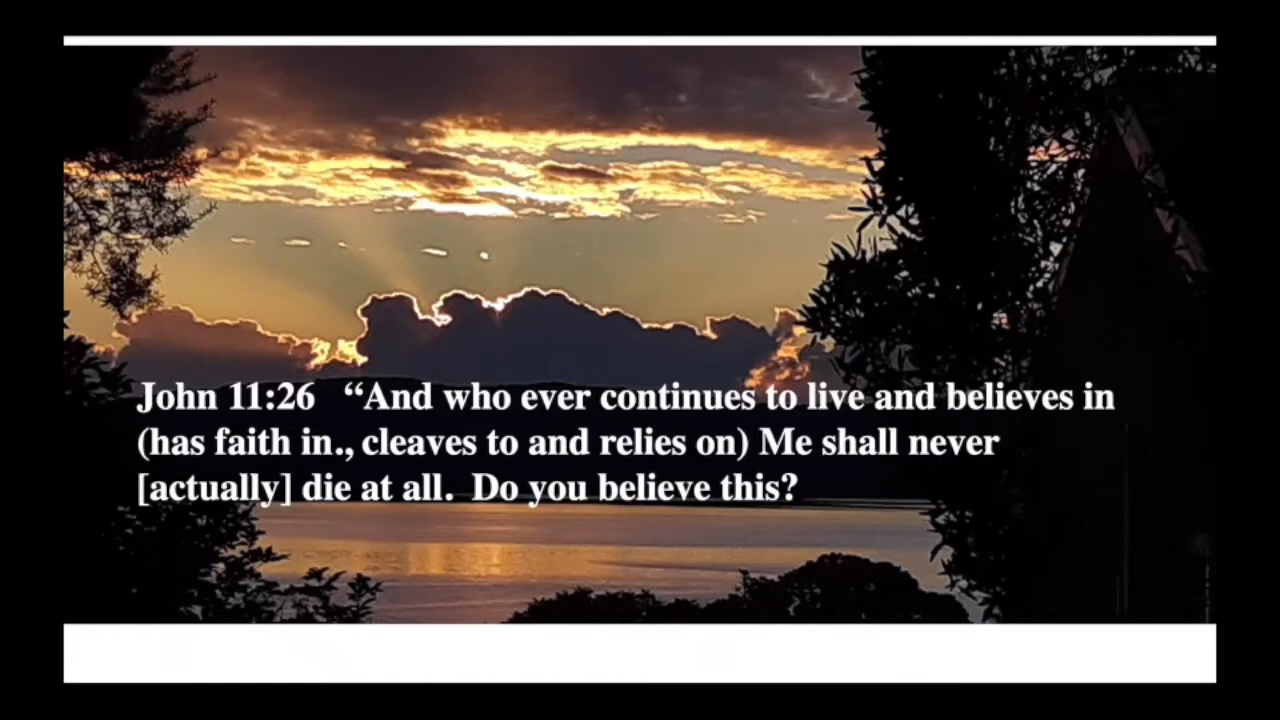 John 11:26   “And who ever continues to live and believes in
(has faith in., cleaves to and relies on) Me shall never
[actually] die at all.  Do you believe this?